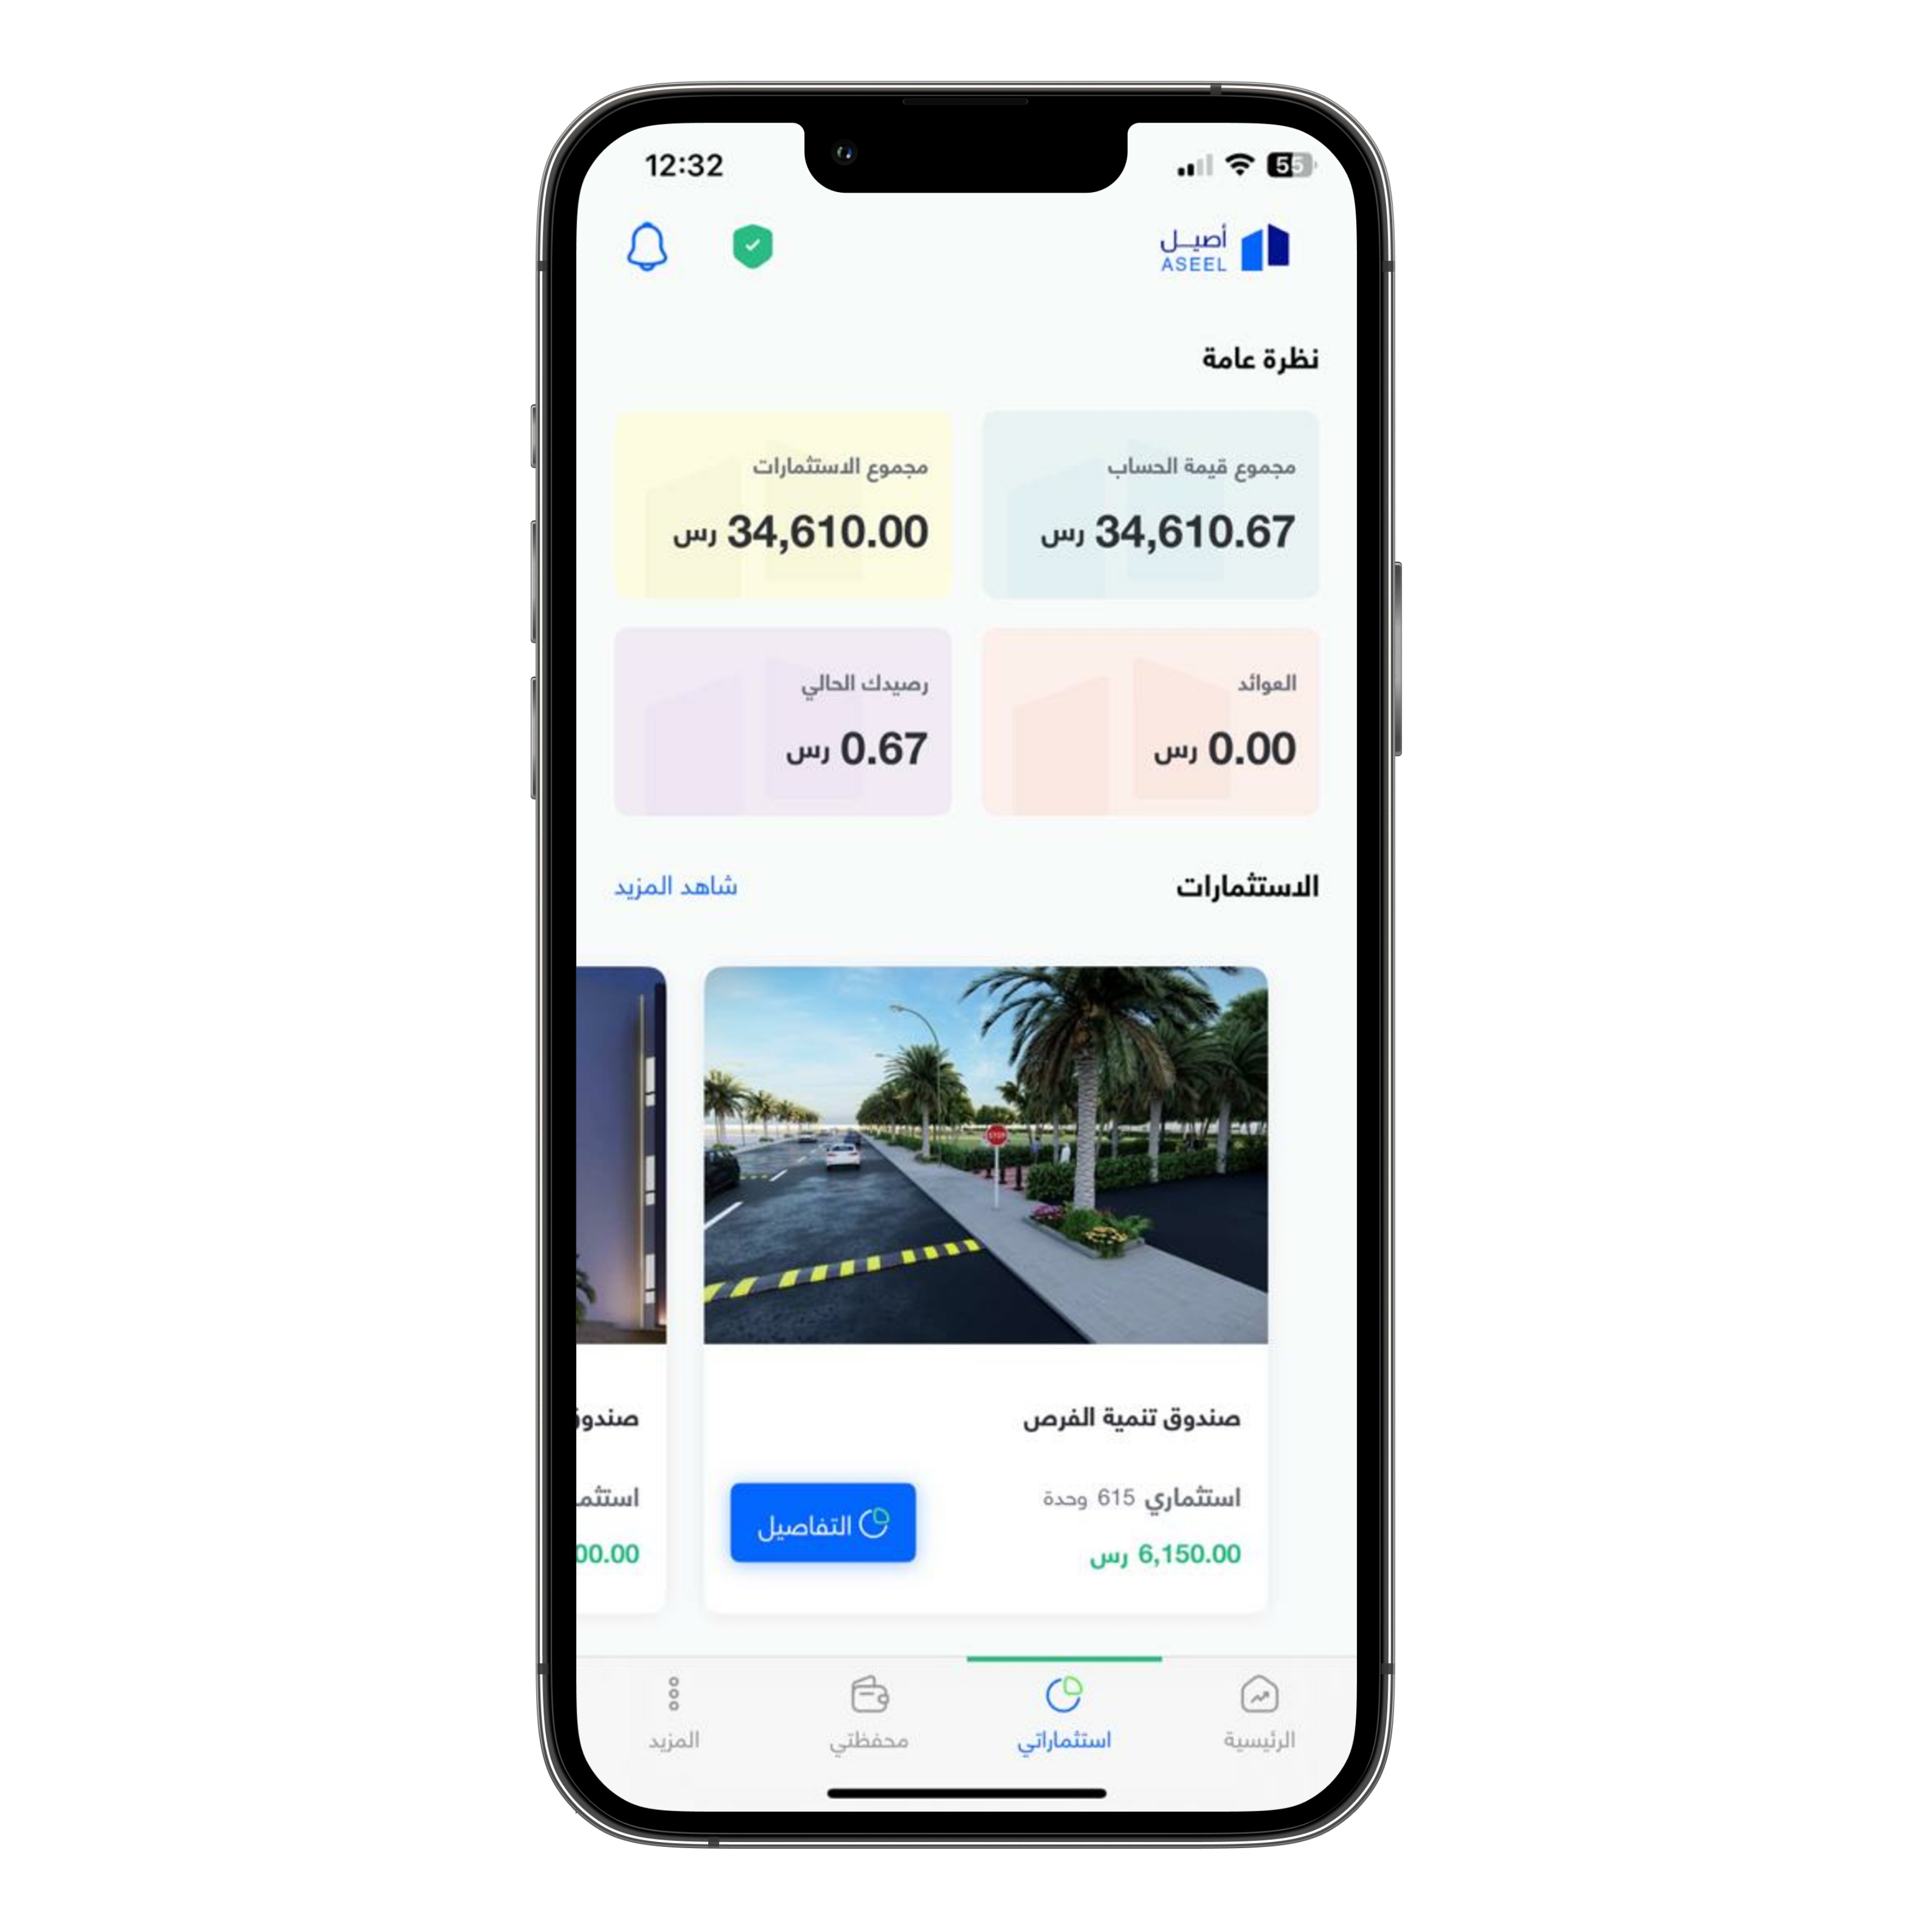 12:32
55
أصيل
ASEEL
نظرة عامة
مجموع قيمة الحساب
34,610.67 رس
مجموع الاستثمارات
34,610.00 رس
العوائد
0.00 رس
رصيدك الحالي
0.67 رس
الاستثمارات
شاهد المزيد
STOP
صندوق تنمية الفرص
استثماري 615 وحدة
6,150.00 رس
التفاصيل
00.00
الرئيسية
استثماراتي
محفظتي
المزيد